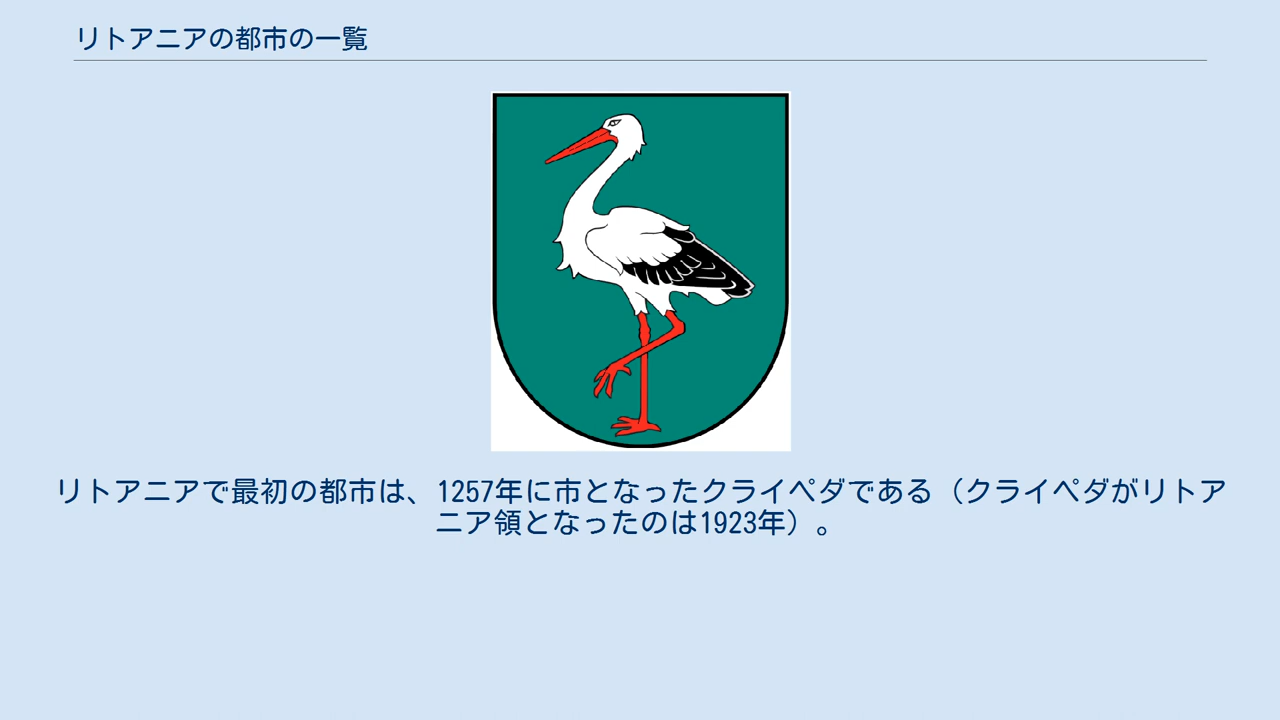 リトアニアの都市の一覧
リトアニアで最初の都市は、1257年に市となったクライペダである（クライペダがリトア
ニア領となったのは1923年）。